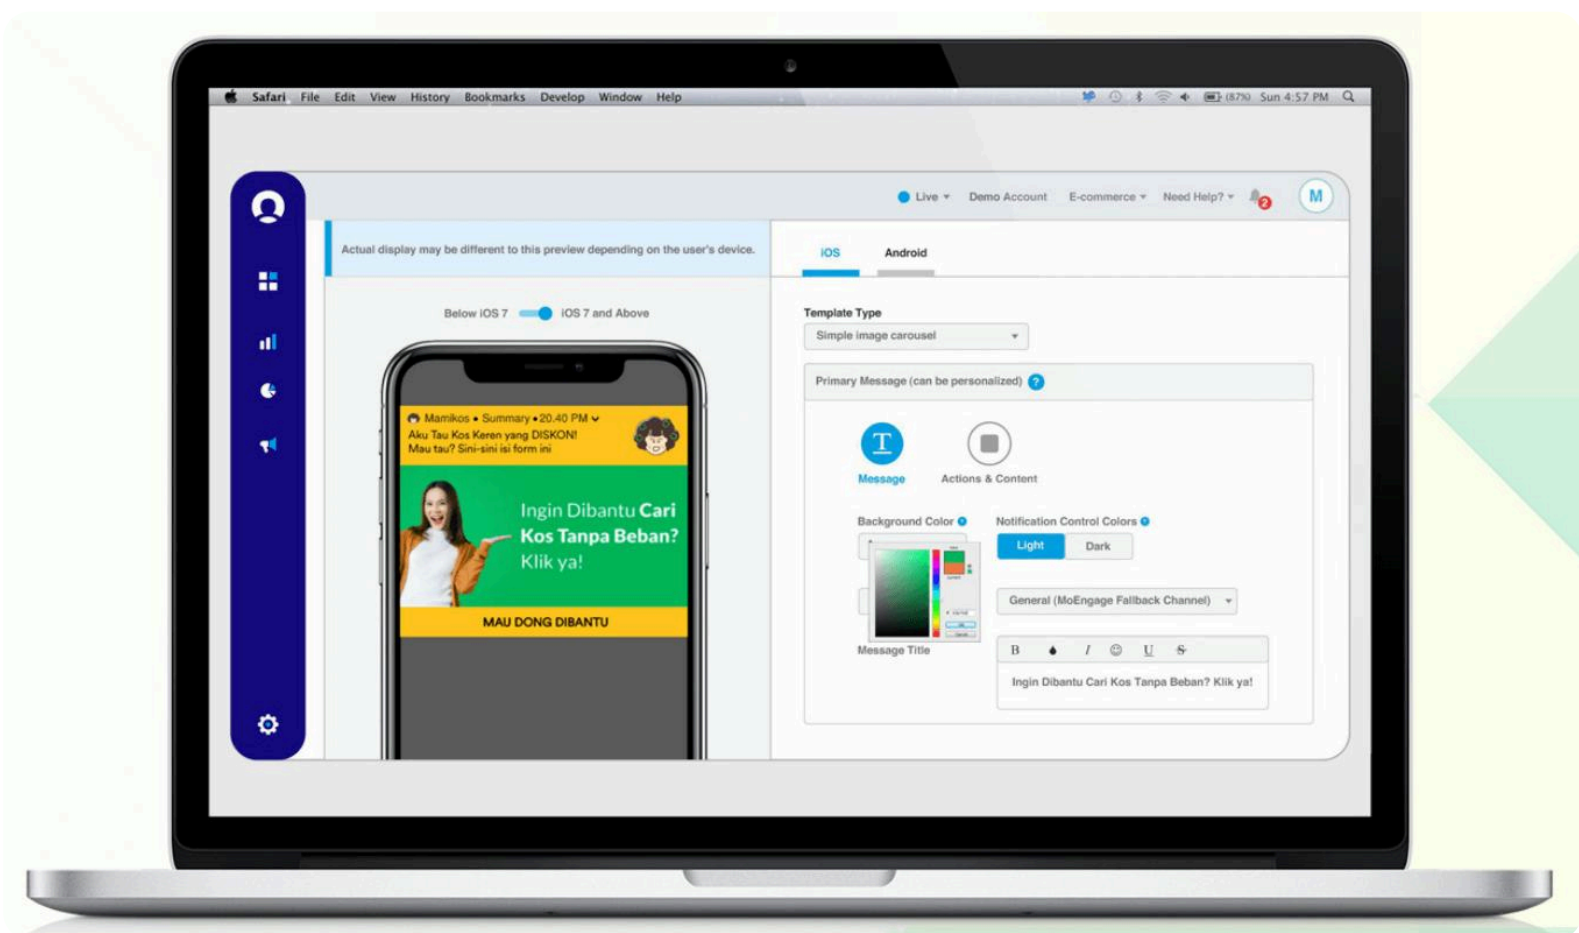 Safari File Edit View History Bookmarks Develop Window Help
(87%) Sun 4:57 PM
Live Demo Account E-commerce Need Help? 2 M
Actual display may be different to this preview depending on the user's device.
Below iOS 7 iOS 7 and Above
Mamikos • Summary • 20.40 PM
Aku Tau Kos Keren yang DISKON!
Mau tau? Sini-sini isi form ini
Ingin Dibantu Cari
Kos Tanpa Beban?
Klik ya!
MAU DONG DIBANTU
iOS Android
Template Type
Simple image carousel
Primary Message (can be personalized) ?
T
Message Actions & Content
Background Color ? Notification Control Colors ?
Light Dark
General (MoEngage Fallback Channel)
Message Title
B I U S
Ingin Dibantu Cari Kos Tanpa Beban? Klik ya!